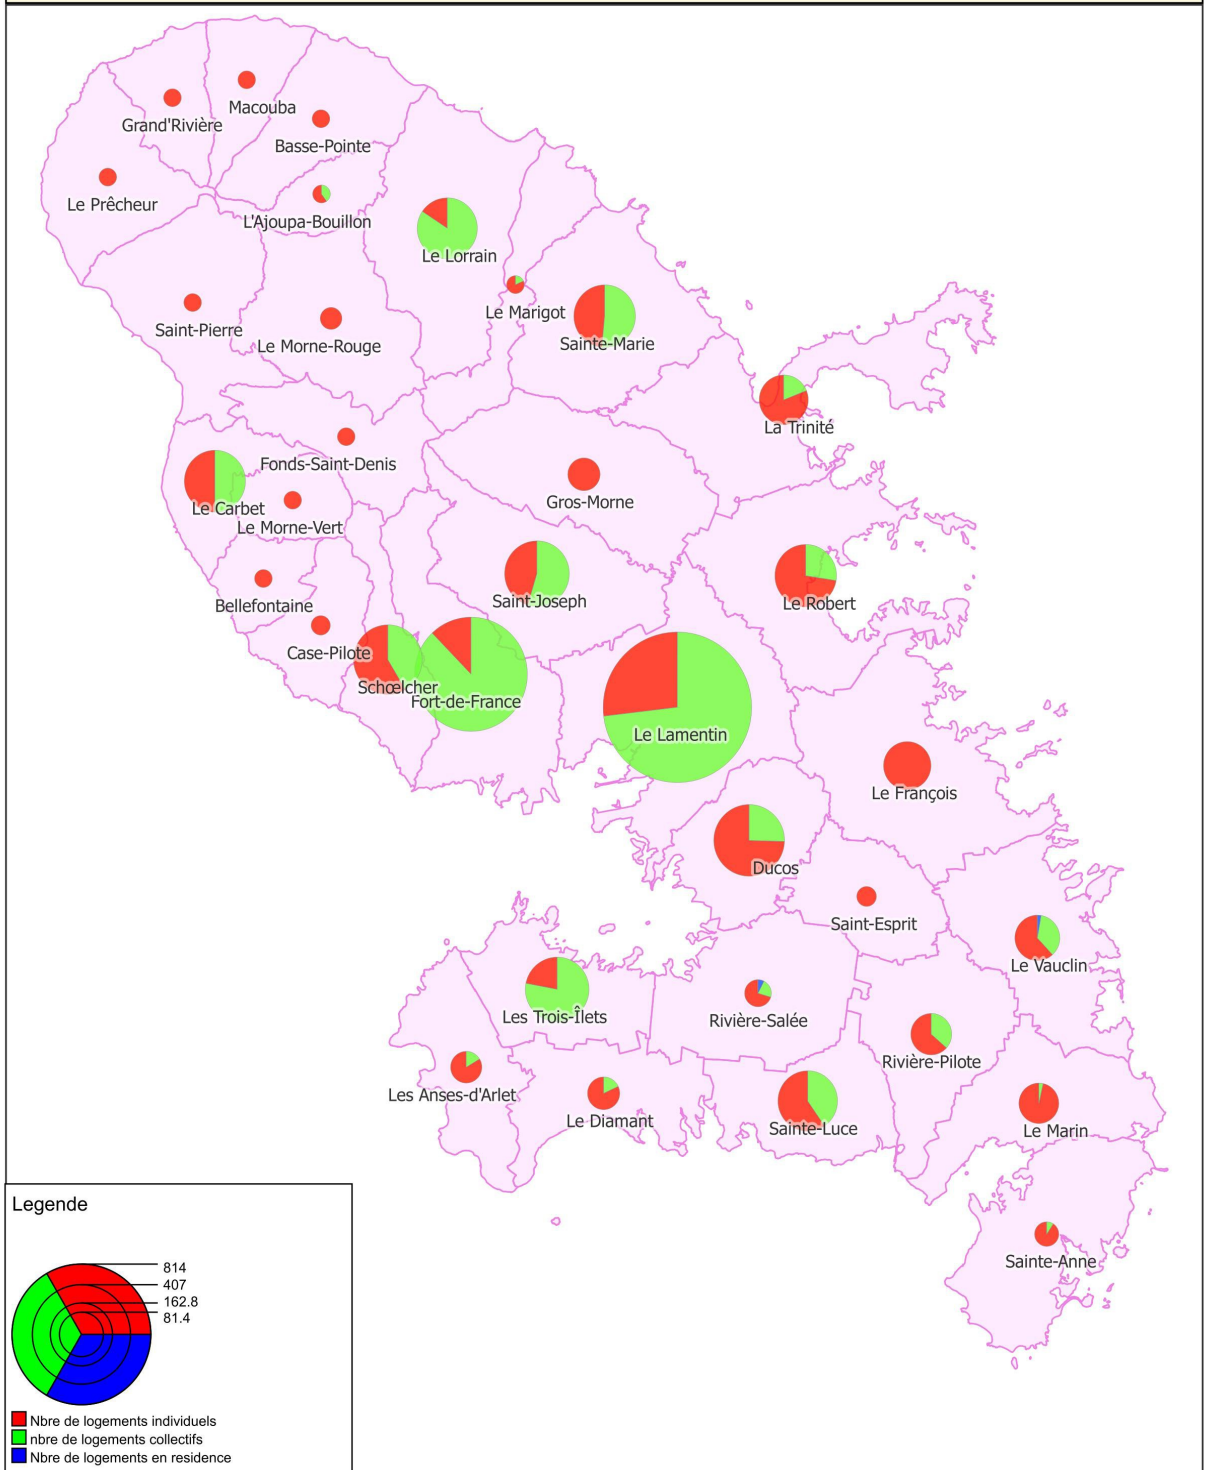 Macouba
Grand'Rivière
Basse-Pointe
Le Prêcheur
L'Ajoupa-Bouillon
Le Lorrain
Le Marigot
Saint-Pierre
Le Morne-Rouge
Sainte-Marie
La Trinité
Fonds-Saint-Denis
Gros-Morne
Le Carbet
Le Morne-Vert
Saint-Joseph
Le Robert
Bellefontaine
Case-Pilote
Schœlcher
Fort-de-France
Le Lamentin
Le François
Ducos
Saint-Esprit
Le Vauclin
Les Trois-Îlets
Rivière-Salée
Rivière-Pilote
Les Anses-d'Arlet
Le Diamant
Sainte-Luce
Le Marin
Sainte-Anne
Legende
814
407
162.8
81.4
Nbre de logements individuels
nbre de logements collectifs
Nbre de logements en residence